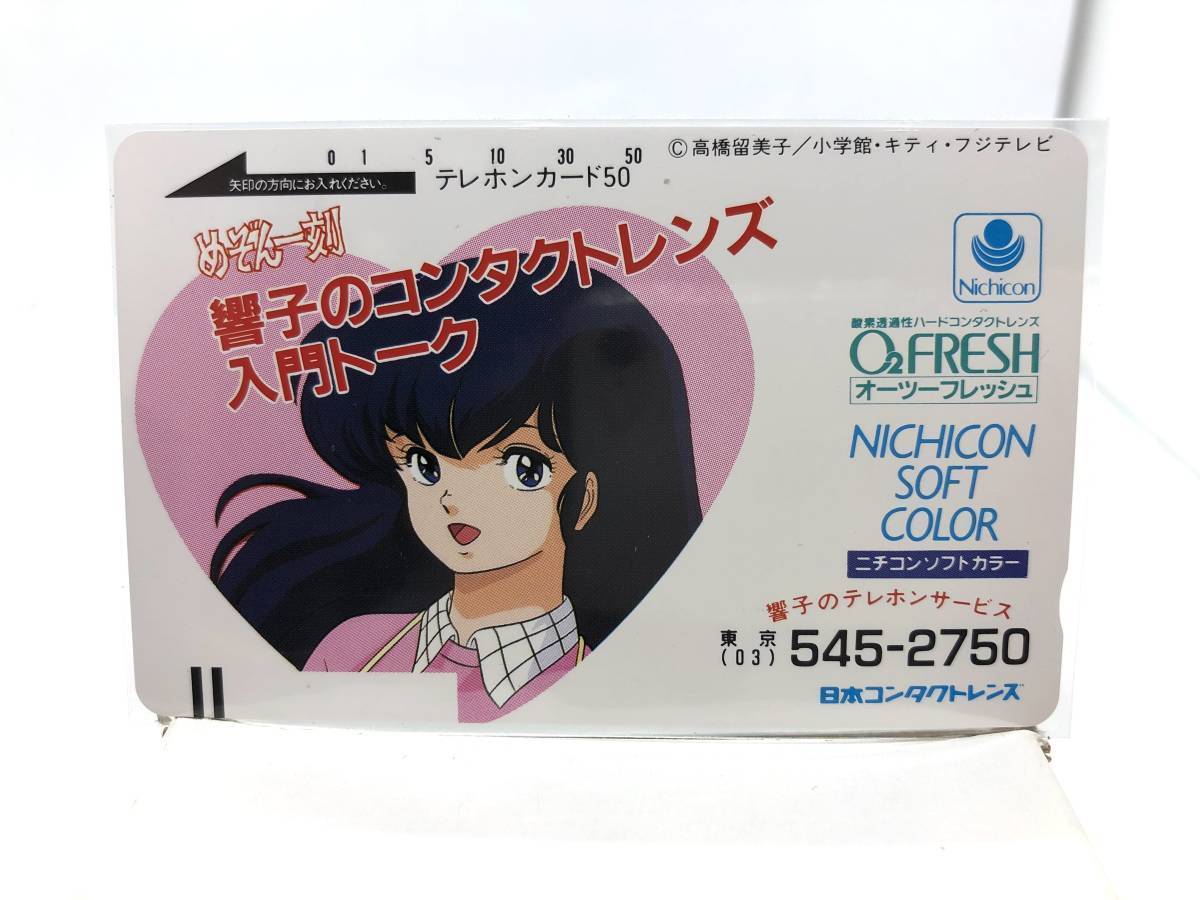 0 1 5 10 30 50
矢印の方向にお入れください。
テレホンカード50
©高橋留美子／小学館・キティ・フジテレビ
めぞん一刻
響子のコンタクトレンズ
入門トーク
Nichicon
酸素透過性ハードコンタクトレンズ
O2FRESH
オーツーフレッシュ
NICHICON
SOFT
COLOR
ニチコンソフトカラー
響子のテレホンサービス
東京
(03) 545-2750
日本コンタクトレンズ